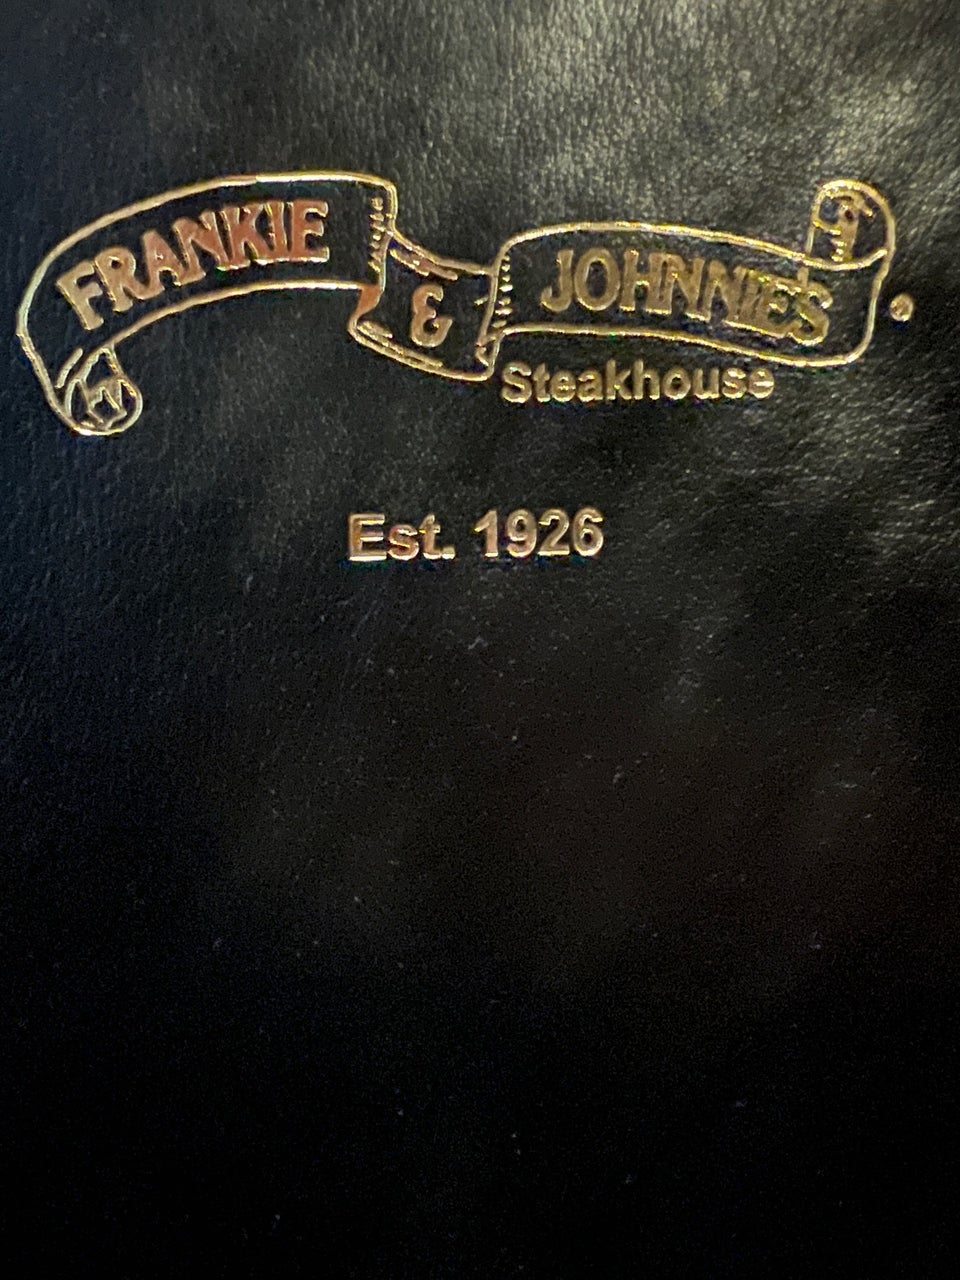 FRANKIE & JOHNNIE'S
Steakhouse
Est. 1926